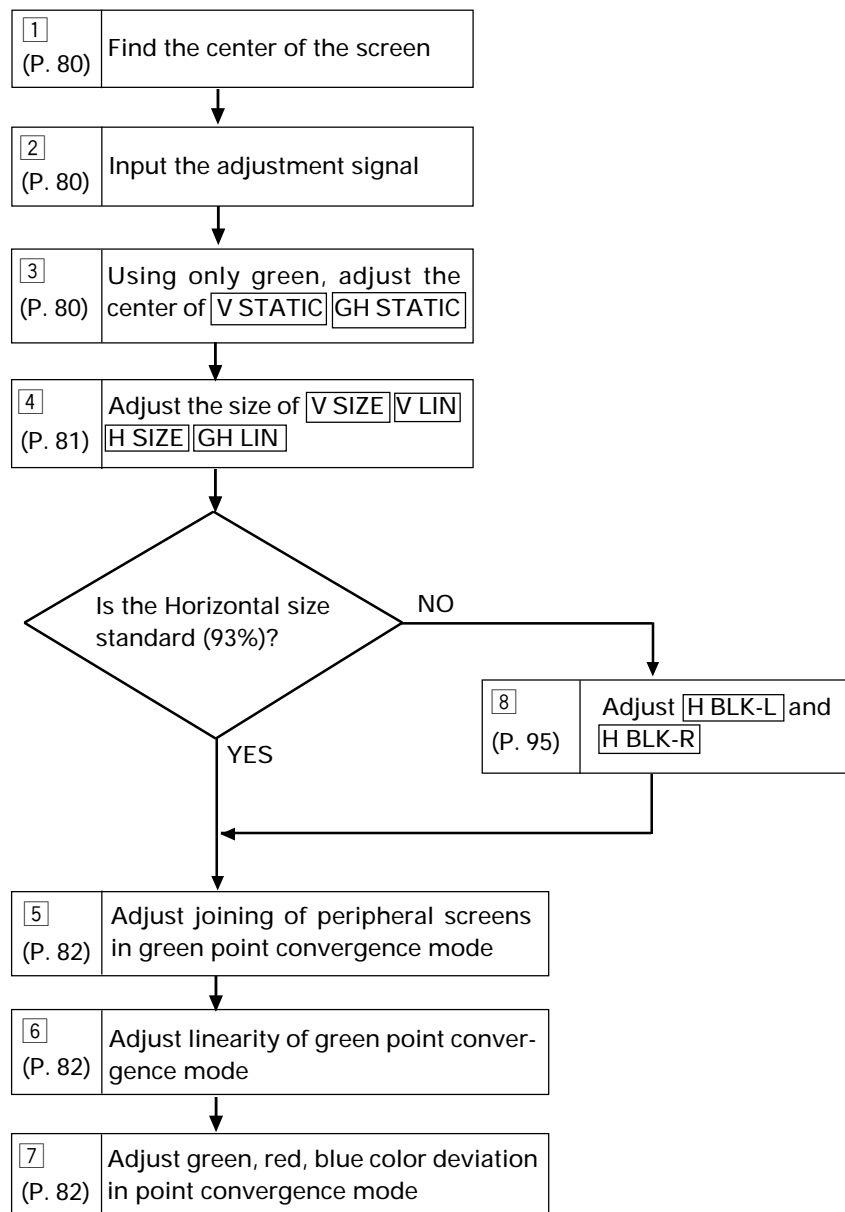 1
(P. 80)
Find the center of the screen
2
(P. 80)
Input the adjustment signal
3
(P. 80)
Using only green, adjust the
center of V STATIC GH STATIC
4
(P. 81)
Adjust the size of V SIZE V LIN
H SIZE GH LIN
Is the Horizontal size
standard (93%)?
NO
8
(P. 95)
Adjust H BLK-L and
H BLK-R
YES
5
(P. 82)
Adjust joining of peripheral screens
in green point convergence mode
6
(P. 82)
Adjust linearity of green point conver-
gence mode
7
(P. 82)
Adjust green, red, blue color deviation
in point convergence mode